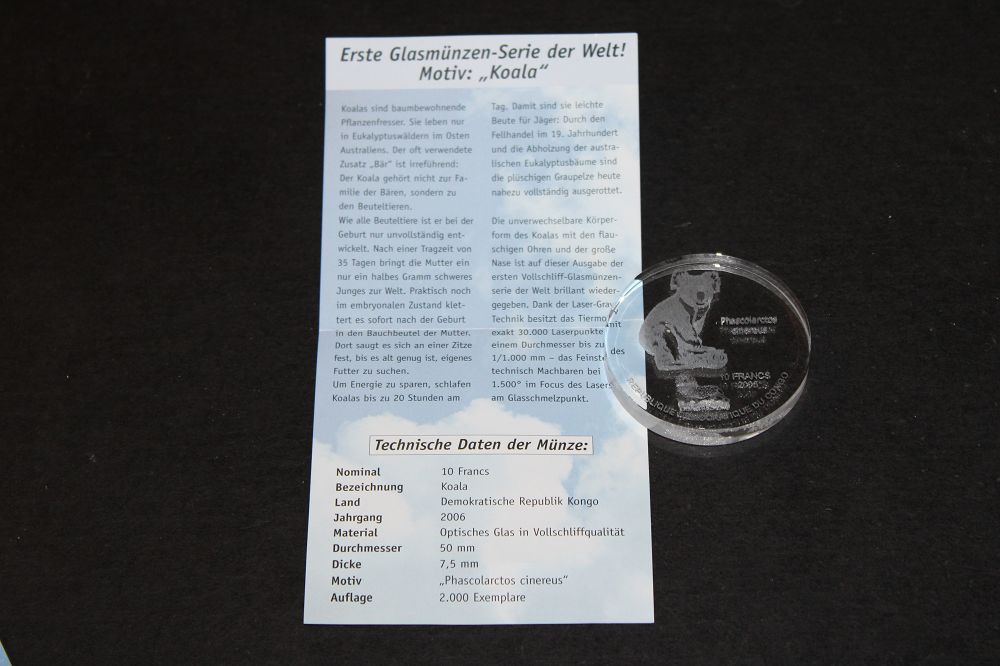 Erste Glasmünzen-Serie der Welt!
Motiv: „Koala“
Koalas sind baumbewohnende
Pflanzenfresser. Sie leben nur
in Eukalyptuswäldern im Osten
Australiens. Der oft verwendete
Zusatz „Bär“ ist irreführend:
Der Koala gehört nicht zur Fa-
milie der Bären, sondern zu
den Beuteltieren.
Wie alle Beuteltiere ist er bei der
Geburt nur unvollständig ent-
wickelt. Nach einer Tragzeit von
35 Tagen bringt die Mutter ein
nur ein halbes Gramm schweres
Junges zur Welt. Praktisch noch
im embryonalen Zustand klet-
tert es sofort nach der Geburt
in den Bauchbeutel der Mutter.
Dort saugt es sich an einer Zitze
fest, bis es alt genug ist, eigenes
Futter zu suchen.
Um Energie zu sparen, schlafen
Koalas bis zu 20 Stunden am
Tag. Damit sind sie leichte
Beute für Jäger: Durch den
Fellhandel im 19. Jahrhundert
und die Abholzung der austra-
lischen Eukalyptusbäume sind
die plüschigen Graupelze heute
nahezu vollständig ausgerottet.
Die unverwechselbare Körper-
form des Koalas mit den flau-
schigen Ohren und der große
Nase ist auf dieser Ausgabe der
ersten Vollschliff-Glasmünzen-
serie der Welt brillant wieder-
gegeben. Dank der Laser-Grav
Technik besitzt das Tiermo
exakt 30.000 Laserpunkte mit
einem Durchmesser bis zu
1/1.000 mm – das Feinste des
technisch Machbaren bei
1.500° im Focus des Lasers
am Glasschmelzpunkt.
Technische Daten der Münze:
Nominal 10 Francs
Bezeichnung Koala
Land Demokratische Republik Kongo
Jahrgang 2006
Material Optisches Glas in Vollschliffqualität
Durchmesser 50 mm
Dicke 7,5 mm
Motiv „Phascolarctos cinereus“
Auflage 2.000 Exemplare
Phascolarctos
cinereus
10 FRANCS
2006
REPUBLIQUE DEMOCRATIQUE DU CONGO